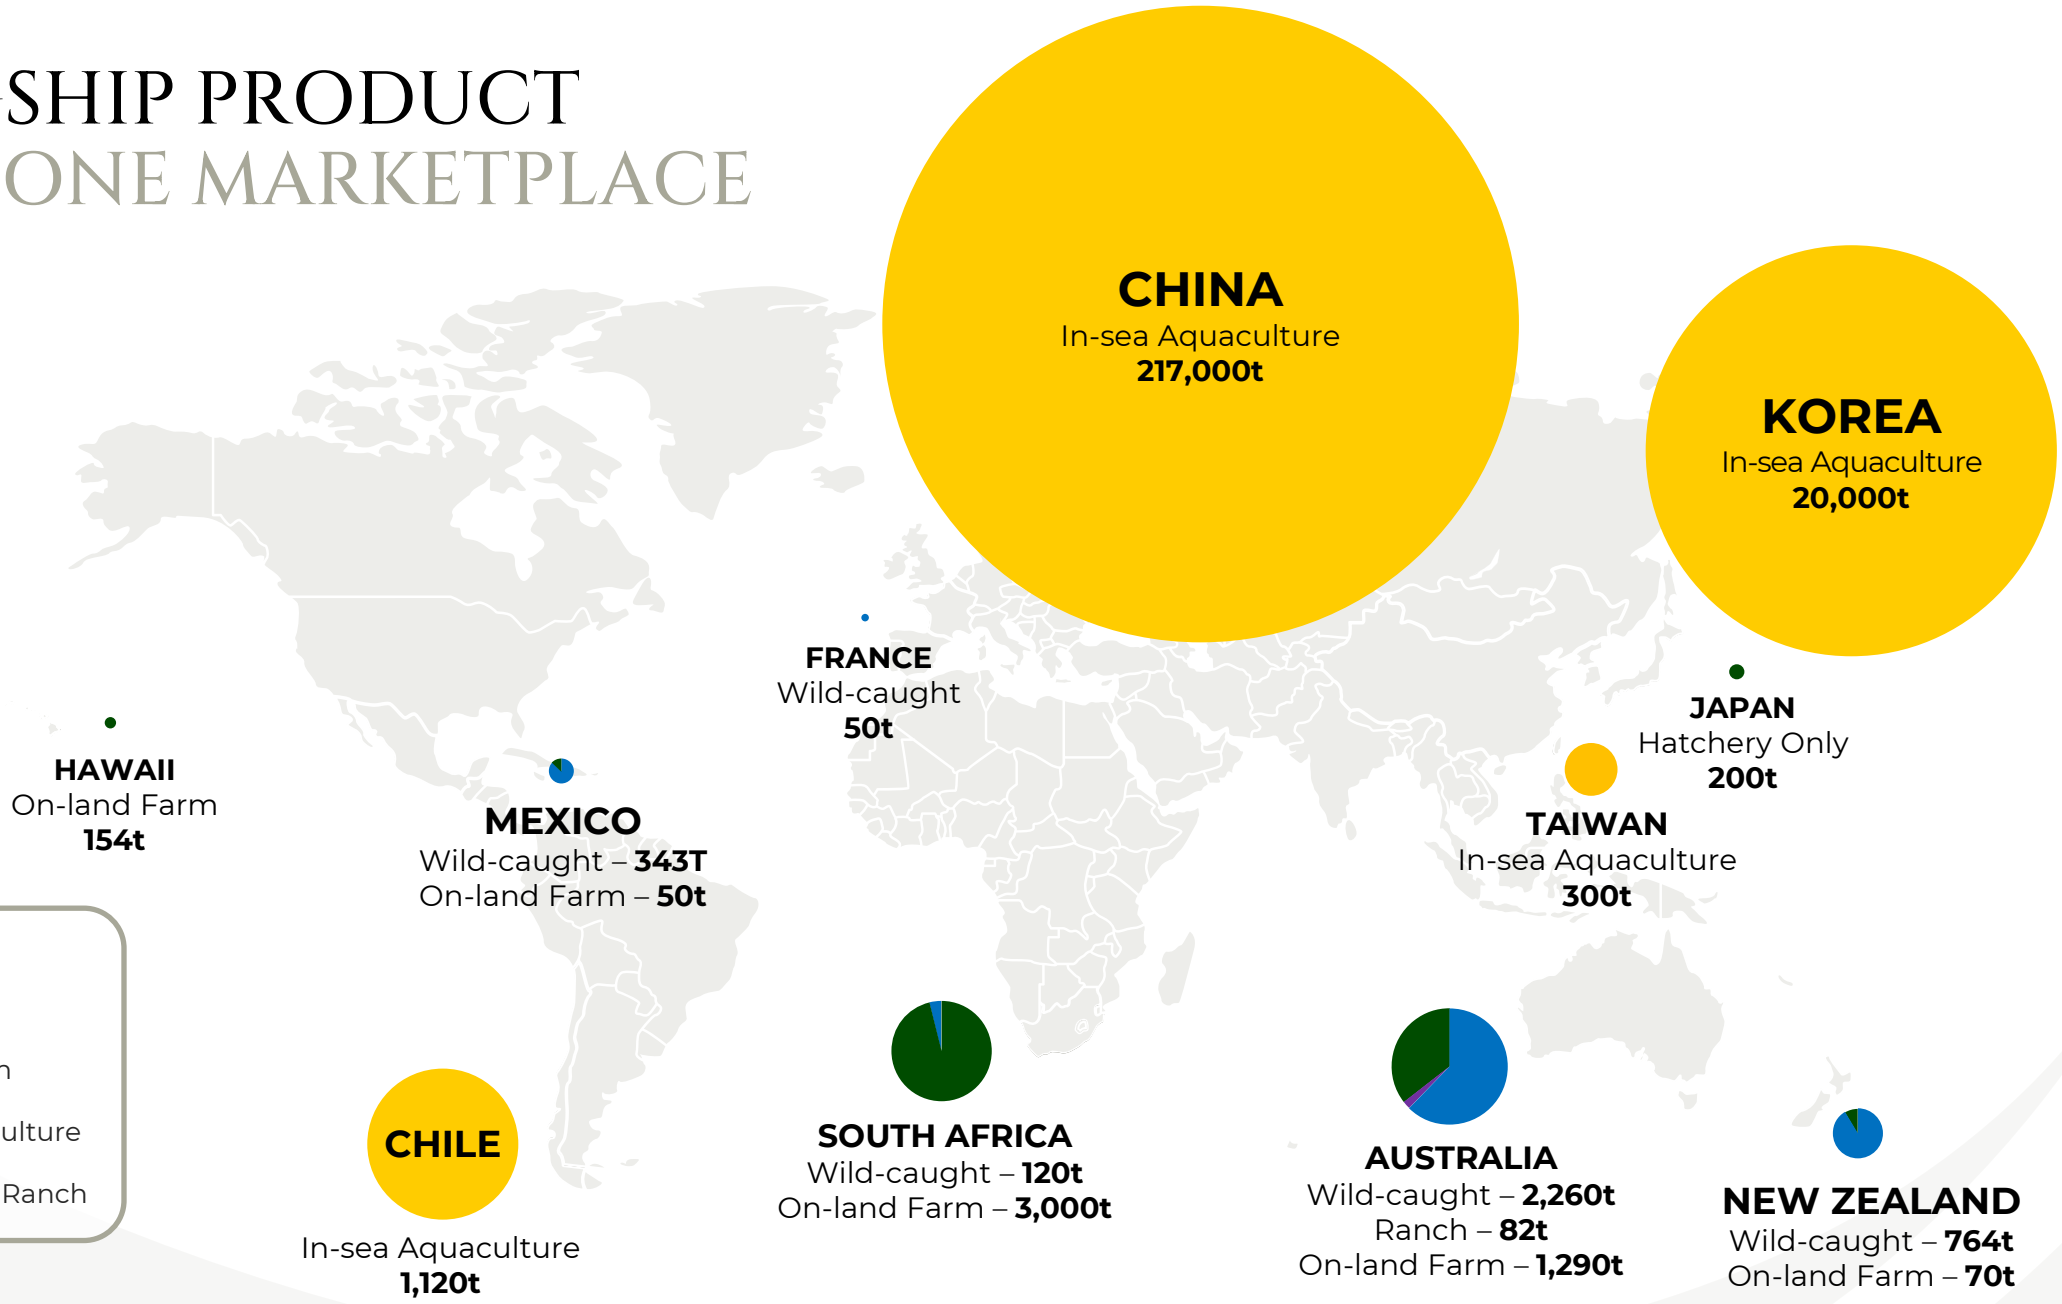 SHIP PRODUCT
ONE MARKETPLACE
CHINA
In-sea Aquaculture
217,000t
KOREA
In-sea Aquaculture
20,000t
FRANCE
Wild-caught
50t
JAPAN
Hatchery Only
200t
HAWAII
On-land Farm
154t
MEXICO
Wild-caught – 343T
On-land Farm – 50t
TAIWAN
In-sea Aquaculture
300t
ulture
Ranch
CHILE
In-sea Aquaculture
1,120t
SOUTH AFRICA
Wild-caught – 120t
On-land Farm – 3,000t
AUSTRALIA
Wild-caught – 2,260t
Ranch – 82t
On-land Farm – 1,290t
NEW ZEALAND
Wild-caught – 764t
On-land Farm – 70t